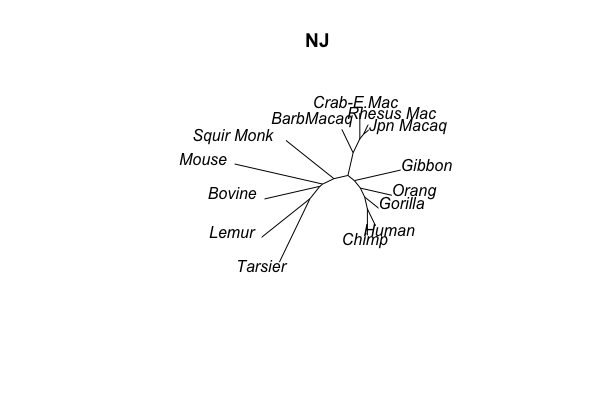 NJ
Crab-E.Mac
Rhesus Mac
BarbMacaq
Jpn Macaq
Squir Monk
Mouse
Gibbon
Bovine
Orang
Gorilla
Lemur
Human
Chimp
Tarsier